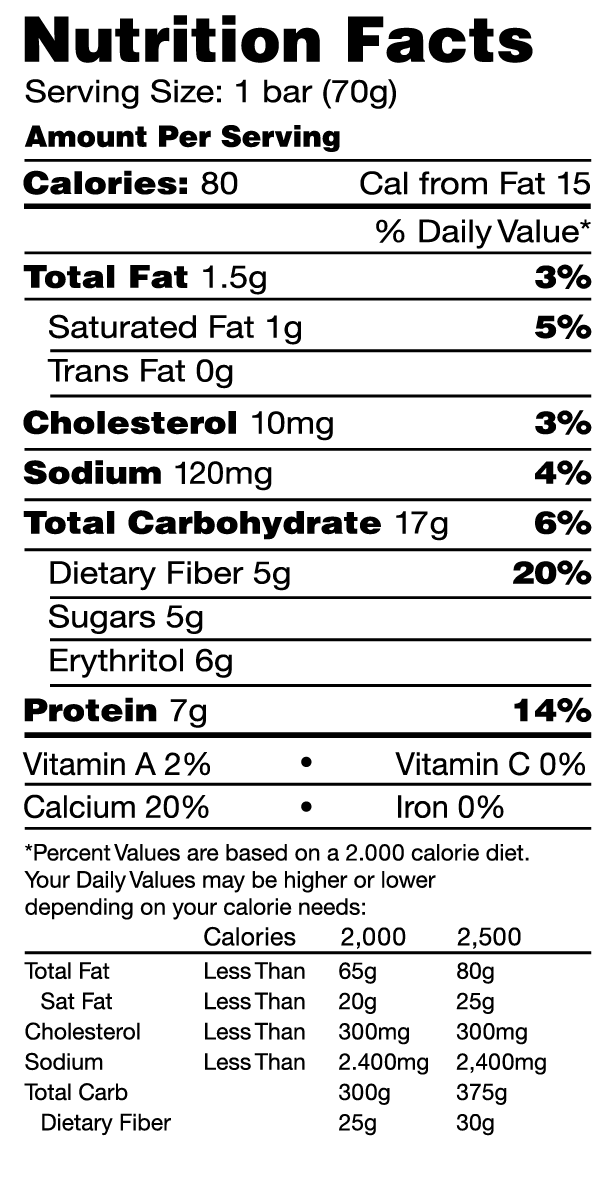 Nutrition Facts
Serving Size: 1 bar (70g)
Amount Per Serving
Calories: 80 Cal from Fat 15
% Daily Value*
Total Fat 1.5g 3%
Saturated Fat 1g 5%
Trans Fat 0g
Cholesterol 10mg 3%
Sodium 120mg 4%
Total Carbohydrate 17g 6%
Dietary Fiber 5g 20%
Sugars 5g
Erythritol 6g
Protein 7g 14%
Vitamin A 2% • Vitamin C 0%
Calcium 20% • Iron 0%
*Percent Values are based on a 2.000 calorie diet.
Your Daily Values may be higher or lower
depending on your calorie needs:
Calories 2,000 2,500
Total Fat Less Than 65g 80g
Sat Fat Less Than 20g 25g
Cholesterol Less Than 300mg 300mg
Sodium Less Than 2.400mg 2,400mg
Total Carb 300g 375g
Dietary Fiber 25g 30g